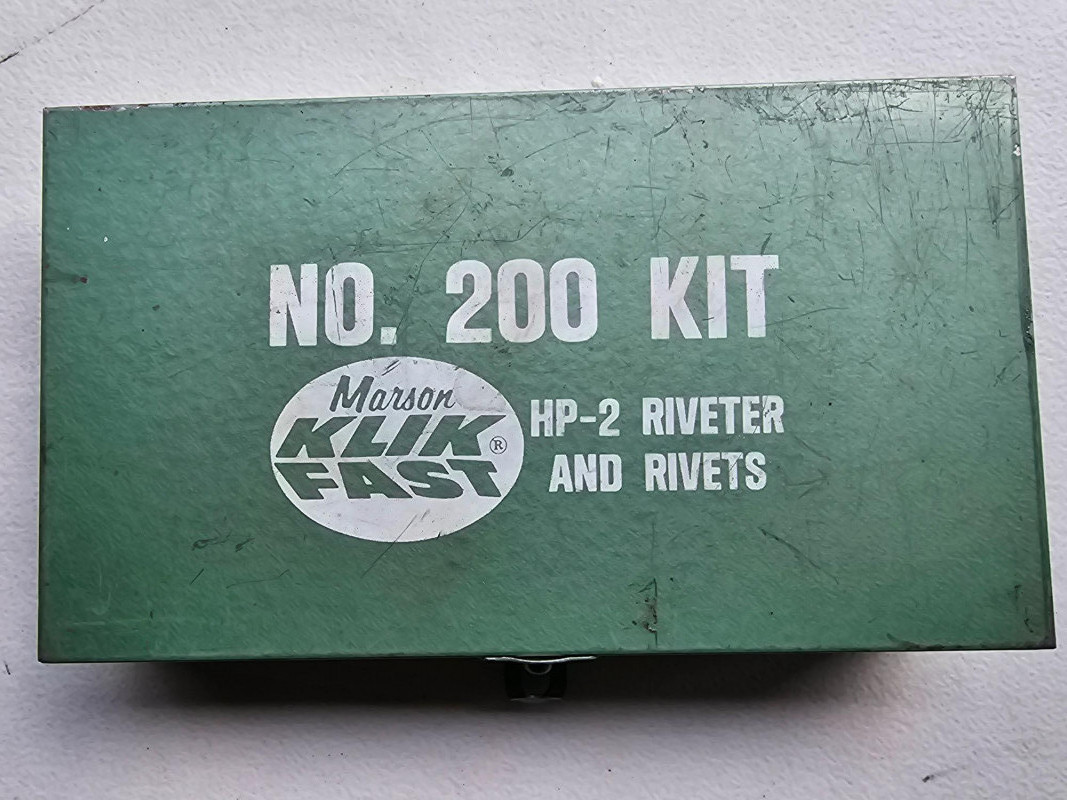 NO. 200 KIT
Marson
KLIK®
FAST
HP-2 RIVETER
AND RIVETS